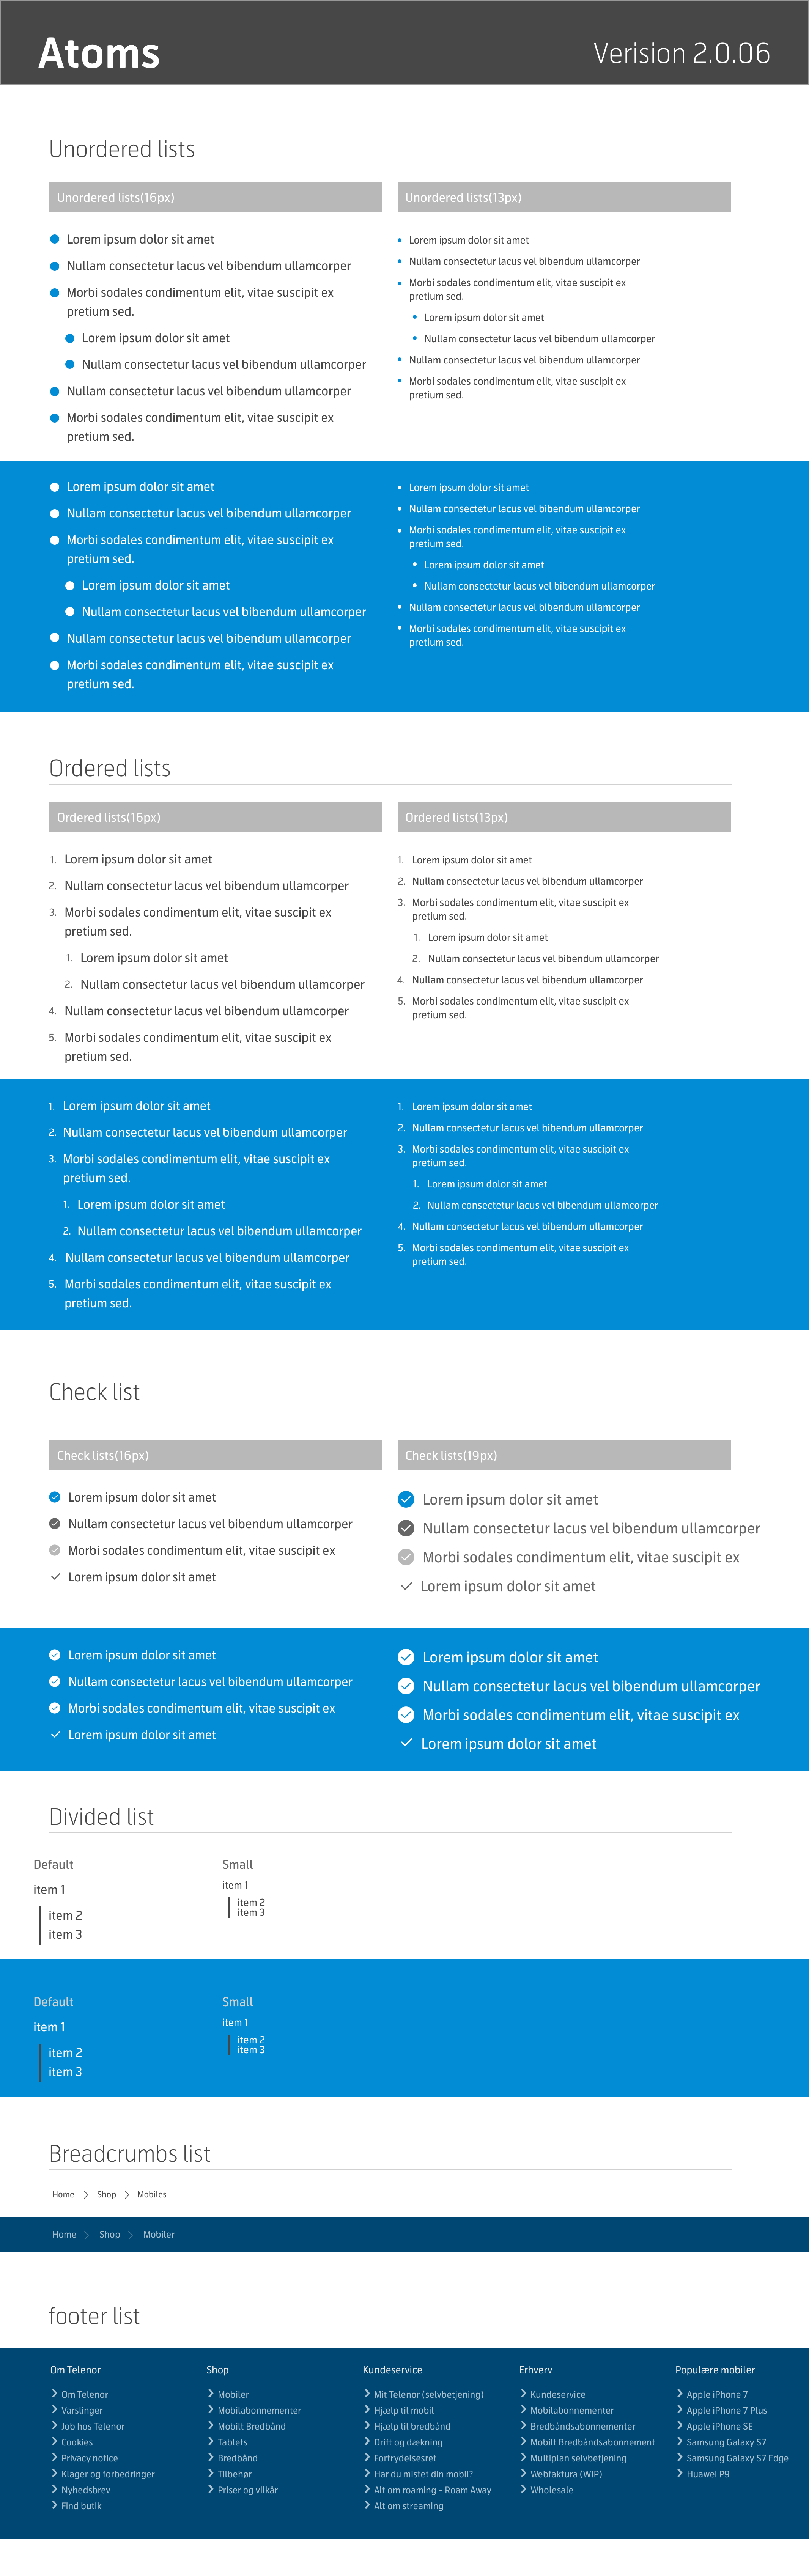 Atoms
Verision 2.0.06
Unordered lists
Unordered lists(16px)
Lorem ipsum dolor sit amet
Nullam consectetur lacus vel bibendum ullamcorper
Morbi sodales condimentum elit, vitae suscipit ex
pretium sed.
Lorem ipsum dolor sit amet
Nullam consectetur lacus vel bibendum ullamcorper
Nullam consectetur lacus vel bibendum ullamcorper
Morbi sodales condimentum elit, vitae suscipit ex
pretium sed.
Unordered lists(13px)
Lorem ipsum dolor sit amet
Nullam consectetur lacus vel bibendum ullamcorper
Morbi sodales condimentum elit, vitae suscipit ex
pretium sed.
Lorem ipsum dolor sit amet
Nullam consectetur lacus vel bibendum ullamcorper
Nullam consectetur lacus vel bibendum ullamcorper
Morbi sodales condimentum elit, vitae suscipit ex
pretium sed.
Lorem ipsum dolor sit amet
Nullam consectetur lacus vel bibendum ullamcorper
Morbi sodales condimentum elit, vitae suscipit ex
pretium sed.
Lorem ipsum dolor sit amet
Nullam consectetur lacus vel bibendum ullamcorper
Nullam consectetur lacus vel bibendum ullamcorper
Morbi sodales condimentum elit, vitae suscipit ex
pretium sed.
Lorem ipsum dolor sit amet
Nullam consectetur lacus vel bibendum ullamcorper
Morbi sodales condimentum elit, vitae suscipit ex
pretium sed.
Lorem ipsum dolor sit amet
Nullam consectetur lacus vel bibendum ullamcorper
Nullam consectetur lacus vel bibendum ullamcorper
Morbi sodales condimentum elit, vitae suscipit ex
pretium sed.
Ordered lists
Ordered lists(16px)
1. Lorem ipsum dolor sit amet
2. Nullam consectetur lacus vel bibendum ullamcorper
3. Morbi sodales condimentum elit, vitae suscipit ex
pretium sed.
1. Lorem ipsum dolor sit amet
2. Nullam consectetur lacus vel bibendum ullamcorper
4. Nullam consectetur lacus vel bibendum ullamcorper
5. Morbi sodales condimentum elit, vitae suscipit ex
pretium sed.
Ordered lists(13px)
1. Lorem ipsum dolor sit amet
2. Nullam consectetur lacus vel bibendum ullamcorper
3. Morbi sodales condimentum elit, vitae suscipit ex
pretium sed.
1. Lorem ipsum dolor sit amet
2. Nullam consectetur lacus vel bibendum ullamcorper
4. Nullam consectetur lacus vel bibendum ullamcorper
5. Morbi sodales condimentum elit, vitae suscipit ex
pretium sed.
1. Lorem ipsum dolor sit amet
2. Nullam consectetur lacus vel bibendum ullamcorper
3. Morbi sodales condimentum elit, vitae suscipit ex
pretium sed.
1. Lorem ipsum dolor sit amet
2. Nullam consectetur lacus vel bibendum ullamcorper
4. Nullam consectetur lacus vel bibendum ullamcorper
5. Morbi sodales condimentum elit, vitae suscipit ex
pretium sed.
1. Lorem ipsum dolor sit amet
2. Nullam consectetur lacus vel bibendum ullamcorper
3. Morbi sodales condimentum elit, vitae suscipit ex
pretium sed.
1. Lorem ipsum dolor sit amet
2. Nullam consectetur lacus vel bibendum ullamcorper
4. Nullam consectetur lacus vel bibendum ullamcorper
5. Morbi sodales condimentum elit, vitae suscipit ex
pretium sed.
Check list
Check lists(16px)
Lorem ipsum dolor sit amet
Nullam consectetur lacus vel bibendum ullamcorper
Morbi sodales condimentum elit, vitae suscipit ex
Lorem ipsum dolor sit amet
Check lists(19px)
Lorem ipsum dolor sit amet
Nullam consectetur lacus vel bibendum ullamcorper
Morbi sodales condimentum elit, vitae suscipit ex
Lorem ipsum dolor sit amet
Lorem ipsum dolor sit amet
Nullam consectetur lacus vel bibendum ullamcorper
Morbi sodales condimentum elit, vitae suscipit ex
Lorem ipsum dolor sit amet
Lorem ipsum dolor sit amet
Nullam consectetur lacus vel bibendum ullamcorper
Morbi sodales condimentum elit, vitae suscipit ex
Lorem ipsum dolor sit amet
Divided list
Default
item 1
item 2
item 3
Small
item 1
item 2
item 3
Default
item 1
item 2
item 3
Small
item 1
item 2
item 3
Breadcrumbs list
Home Shop Mobiles
Home Shop Mobiler
footer list
Om Telenor
Om Telenor
Varslinger
Job hos Telenor
Cookies
Privacy notice
Klager og forbedringer
Nyhedsbrev
Find butik
Shop
Mobiler
Mobilabonnementer
Mobilt Bredbånd
Tablets
Bredbånd
Tilbehør
Priser og vilkår
Kundeservice
Mit Telenor (selvbetjening)
Hjælp til mobil
Hjælp til bredbånd
Drift og dækning
Fortrydelsesret
Har du mistet din mobil?
Alt om roaming – Roam Away
Alt om streaming
Erhverv
Kundeservice
Mobilabonnementer
Bredbåndsabonnementer
Mobilt Bredbåndsabonnement
Multiplan selvbetjening
Webfaktura (WIP)
Wholesale
Populære mobiler
Apple iPhone 7
Apple iPhone 7 Plus
Apple iPhone SE
Samsung Galaxy S7
Samsung Galaxy S7 Edge
Huawei P9